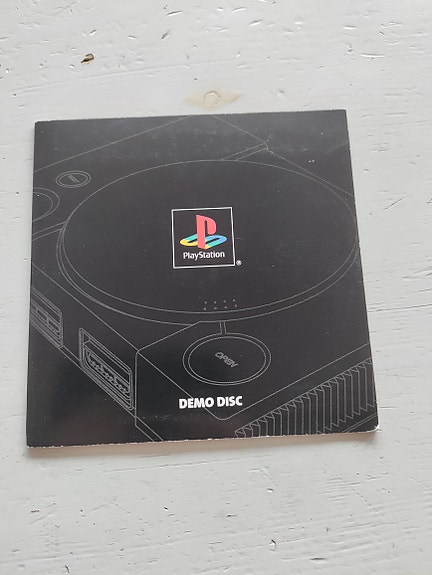 PlayStation
®
OPEN
DEMO DISC